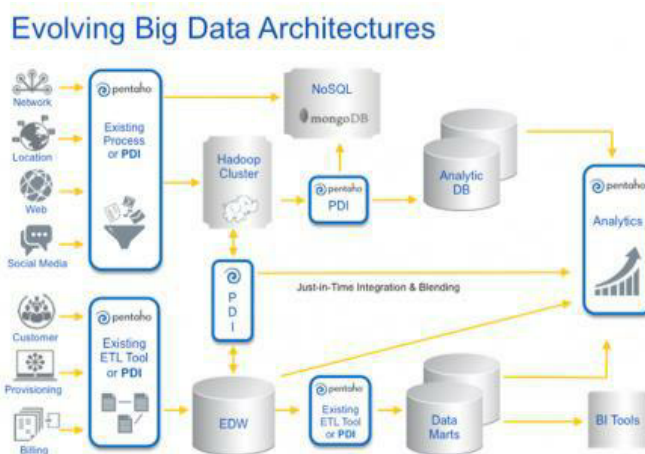 Evolving Big Data Architectures
Network
Location
Web
Social Media
pentaho
Existing
Process
or PDI
Hadoop
Cluster
NoSQL
mongoDB
pentaho
PDI
Analytic
DB
pentaho
Analytics
P
D
I
Just-in-Time Integration & Blending
Customer
Provisioning
Billing
pentaho
Existing
ETL Tool
or PDI
EDW
pentaho
Existing
ETL Tool
or PDI
Data
Marts
BI Tools